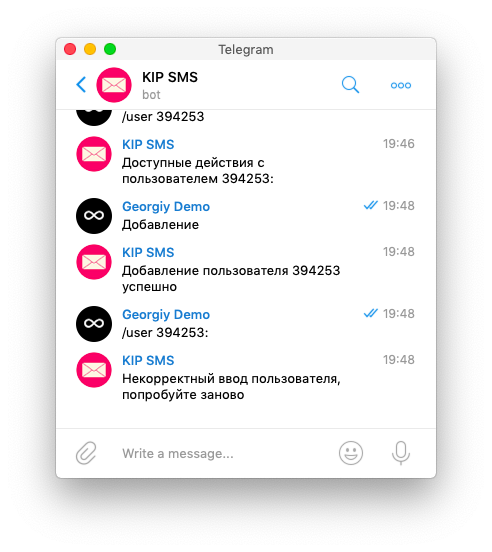 Telegram
KIP SMS
bot
/user 394253
KIP SMS 19:46
Доступные действия с
пользователем 394253:
Georgiy Demo 19:48
Добавление
KIP SMS 19:48
Добавление пользователя 394253
успешно
Georgiy Demo 19:48
/user 394253:
KIP SMS 19:48
Некорректный ввод пользователя,
попробуйте заново
Write a message...